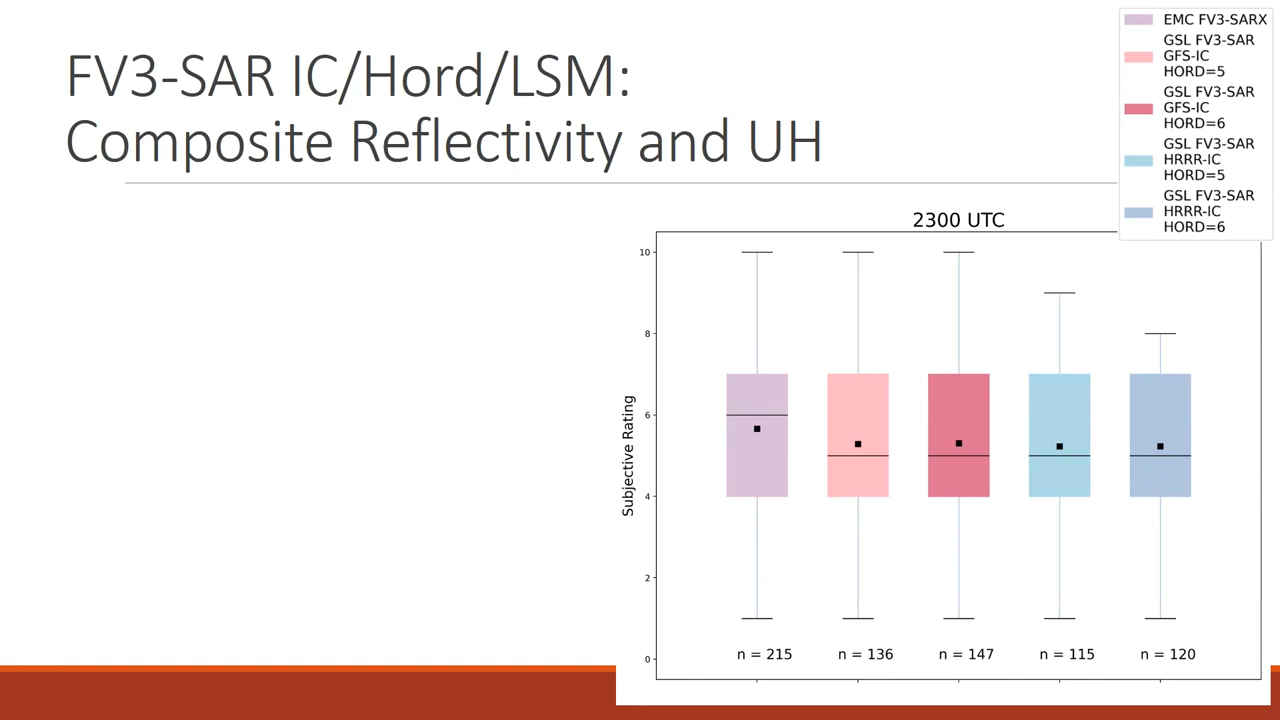 FV3-SAR IC/Hord/LSM:
Composite Reflectivity and UH
EMC FV3-SARX
GSL FV3-SAR
GFS-IC
HORD=5
GSL FV3-SAR
GFS-IC
HORD=6
GSL FV3-SAR
HRRR-IC
HORD=5
GSL FV3-SAR
HRRR-IC
HORD=6
2300 UTC
Subjective Rating
10
8
6
4
2
0
n = 215
n = 136
n = 147
n = 115
n = 120